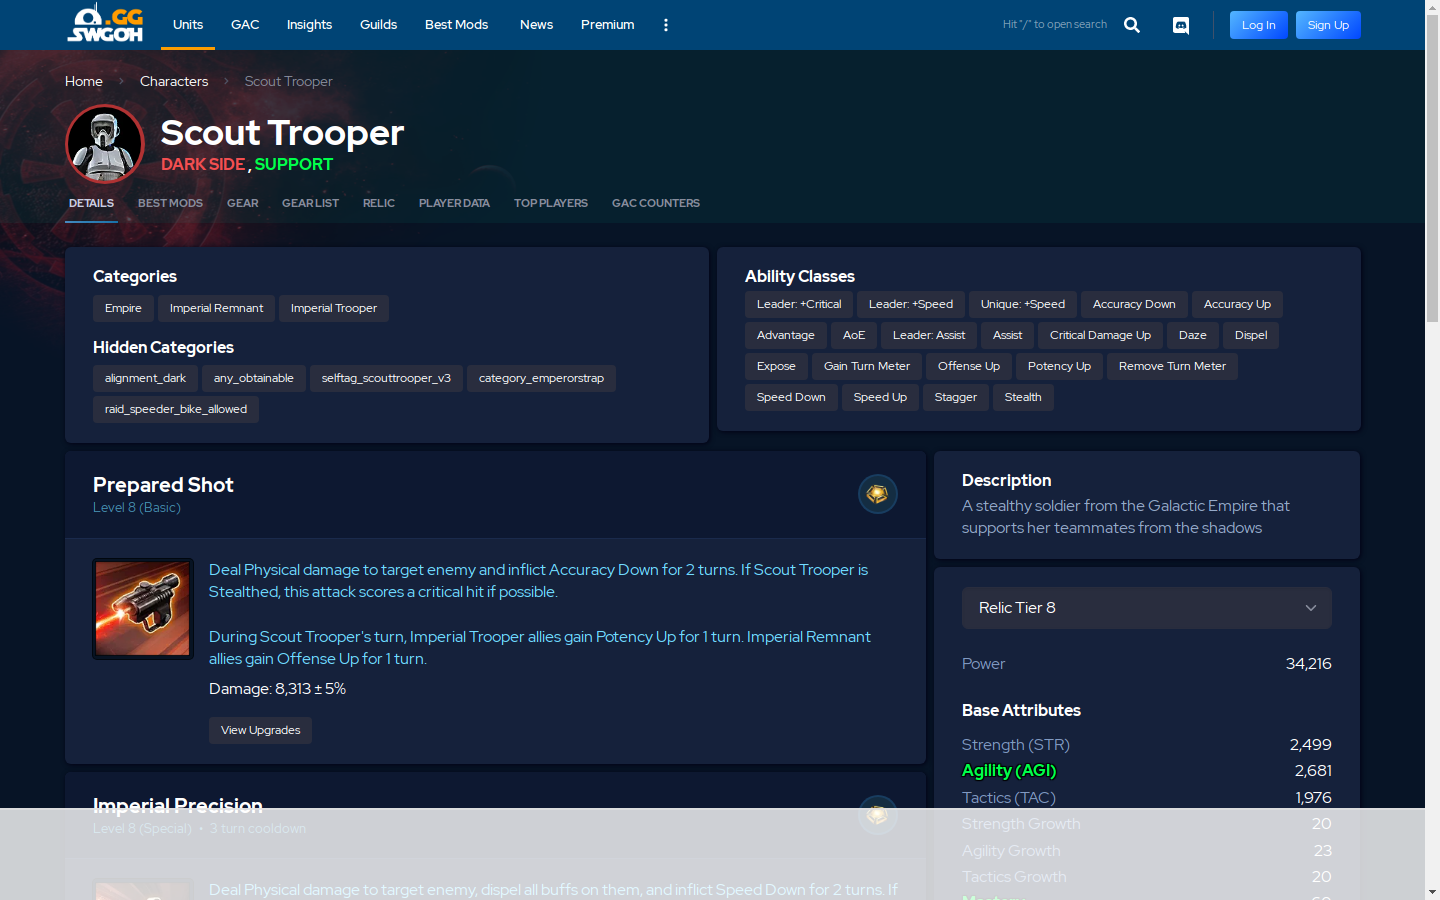 .GG
SWGOH
Units
GAC
Insights
Guilds
Best Mods
News
Premium
Hit "/" to open search
Log In
Sign Up
Home
Characters
Scout Trooper
Scout Trooper
DARK SIDE , SUPPORT
DETAILS
BEST MODS
GEAR
GEAR LIST
RELIC
PLAYER DATA
TOP PLAYERS
GAC COUNTERS
Categories
Empire
Imperial Remnant
Imperial Trooper
Hidden Categories
alignment_dark
any_obtainable
selftag_scouttrooper_v3
category_emperorstrap
raid_speeder_bike_allowed
Ability Classes
Leader: +Critical
Leader: +Speed
Unique: +Speed
Accuracy Down
Accuracy Up
Advantage
AoE
Leader: Assist
Assist
Critical Damage Up
Daze
Dispel
Expose
Gain Turn Meter
Offense Up
Potency Up
Remove Turn Meter
Speed Down
Speed Up
Stagger
Stealth
Prepared Shot
Level 8 (Basic)
Deal Physical damage to target enemy and inflict Accuracy Down for 2 turns. If Scout Trooper is
Stealthed, this attack scores a critical hit if possible.
During Scout Trooper's turn, Imperial Trooper allies gain Potency Up for 1 turn. Imperial Remnant
allies gain Offense Up for 1 turn.
Damage: 8,313 ± 5%
View Upgrades
Imperial Precision
Level 8 (Special) • 3 turn cooldown
Deal Physical damage to target enemy, dispel all buffs on them, and inflict Speed Down for 2 turns. If
Description
A stealthy soldier from the Galactic Empire that
supports her teammates from the shadows
Relic Tier 8
Power 34,216
Base Attributes
Strength (STR) 2,499
Agility (AGI) 2,681
Tactics (TAC) 1,976
Strength Growth 20
Agility Growth 23
Tactics Growth 20